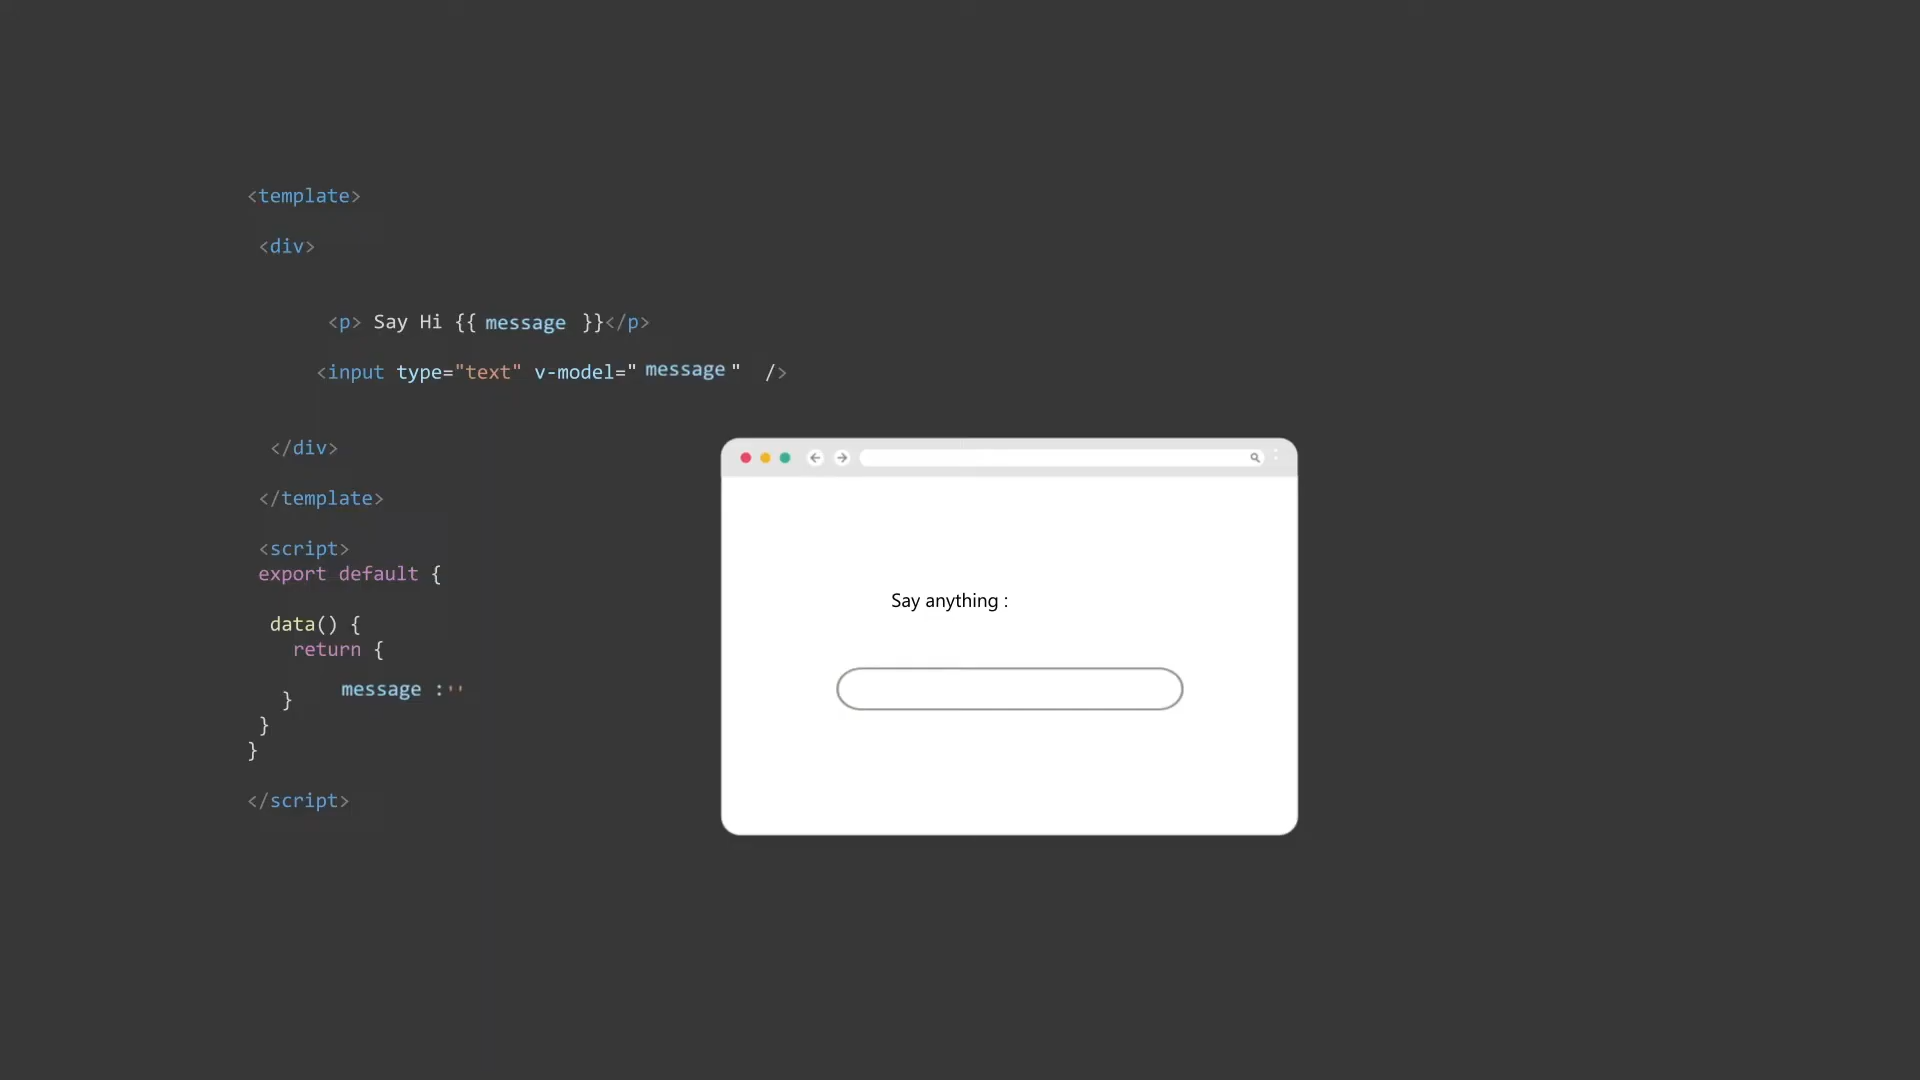 <template>
<div>
<p> Say Hi {{ message }}</p>
<input type="text" v-model=" message "  />
</div>
</template>
<script>
export default {
data() {
return {
message :''
}
}
}
</script>
Say anything :